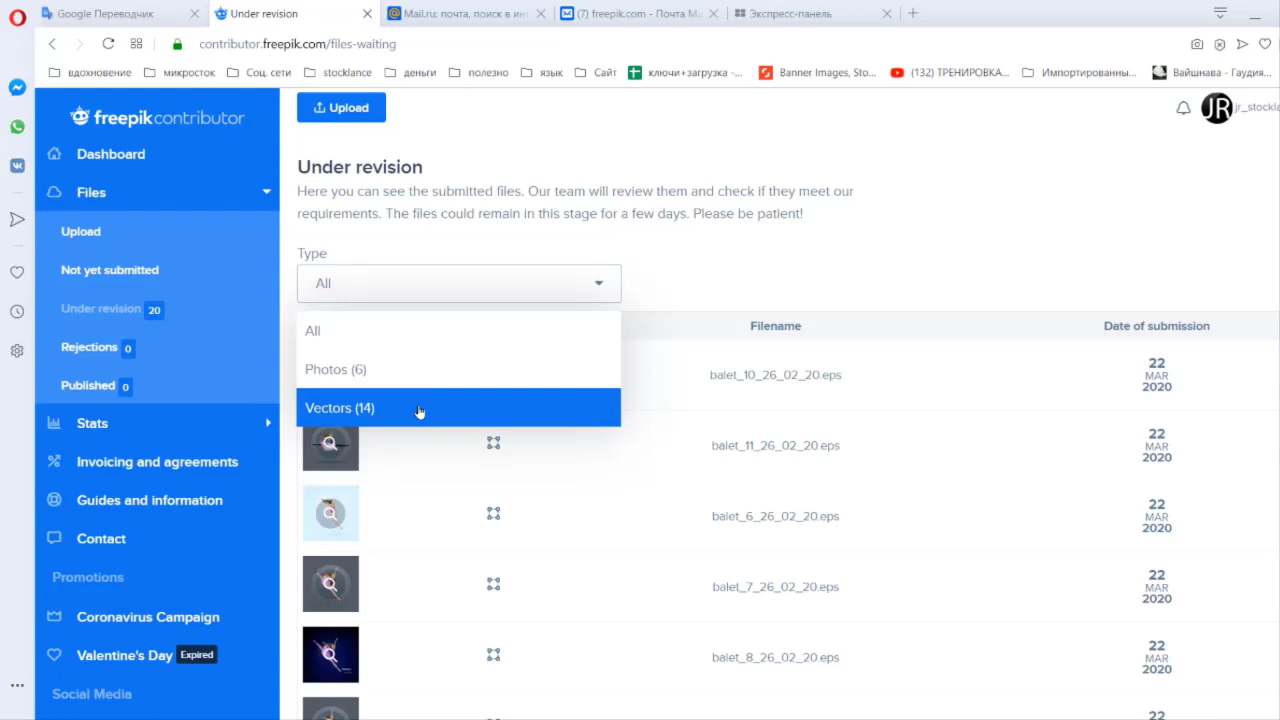 Google Переводчик
Under revision
Mail.ru: почта, поиск в ин
(7) freepik.com - Почта Ma
Экспресс-панель
contributor.freepik.com/files-waiting
вдохновение
микросток
Соц. сети
stocklance
деньги
полезно
язык
Сайт
ключи+загрузка -...
Banner Images, Sto...
(132) ТРЕНИРОВКА...
Импортированны...
Вайшнава - Гаудия...
freepik contributor
Upload
JR
jr_stockla
Dashboard
Files
Upload
Not yet submitted
Under revision 20
Rejections 0
Published 0
Stats
Invoicing and agreements
Guides and information
Contact
Promotions
Coronavirus Campaign
Valentine's Day Expired
Social Media
Under revision
Here you can see the submitted files. Our team will review them and check if they meet our
requirements. The files could remain in this stage for a few days. Please be patient!
Type
All
All
Photos (6)
Vectors (14)
Filename
Date of submission
balet_10_26_02_20.eps
22
MAR
2020
balet_11_26_02_20.eps
22
MAR
2020
balet_6_26_02_20.eps
22
MAR
2020
balet_7_26_02_20.eps
22
MAR
2020
balet_8_26_02_20.eps
22
MAR
2020
22